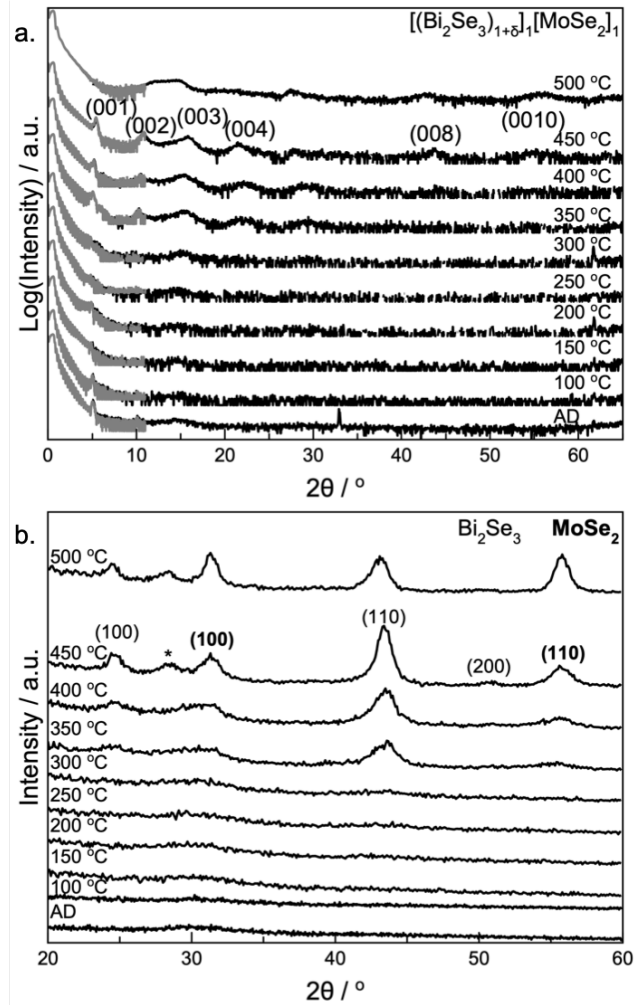 a.
[(Bi₂Se₃)₁₊δ]₁[MoSe₂]₁
500 °C
(001)
(002)
(003)
(004)
(008)
(0010)
450 °C
400 °C
350 °C
300 °C
250 °C
200 °C
150 °C
100 °C
AD
Log(Intensity) / a.u.
0 10 20 30 40 50 60
2θ / °
b.
Bi₂Se₃ MoSe₂
500 °C
(110)
(100) * (100) (200) (110)
450 °C
400 °C
350 °C
300 °C
250 °C
200 °C
150 °C
100 °C
AD
Intensity / a.u.
20 30 40 50 60
2θ / °